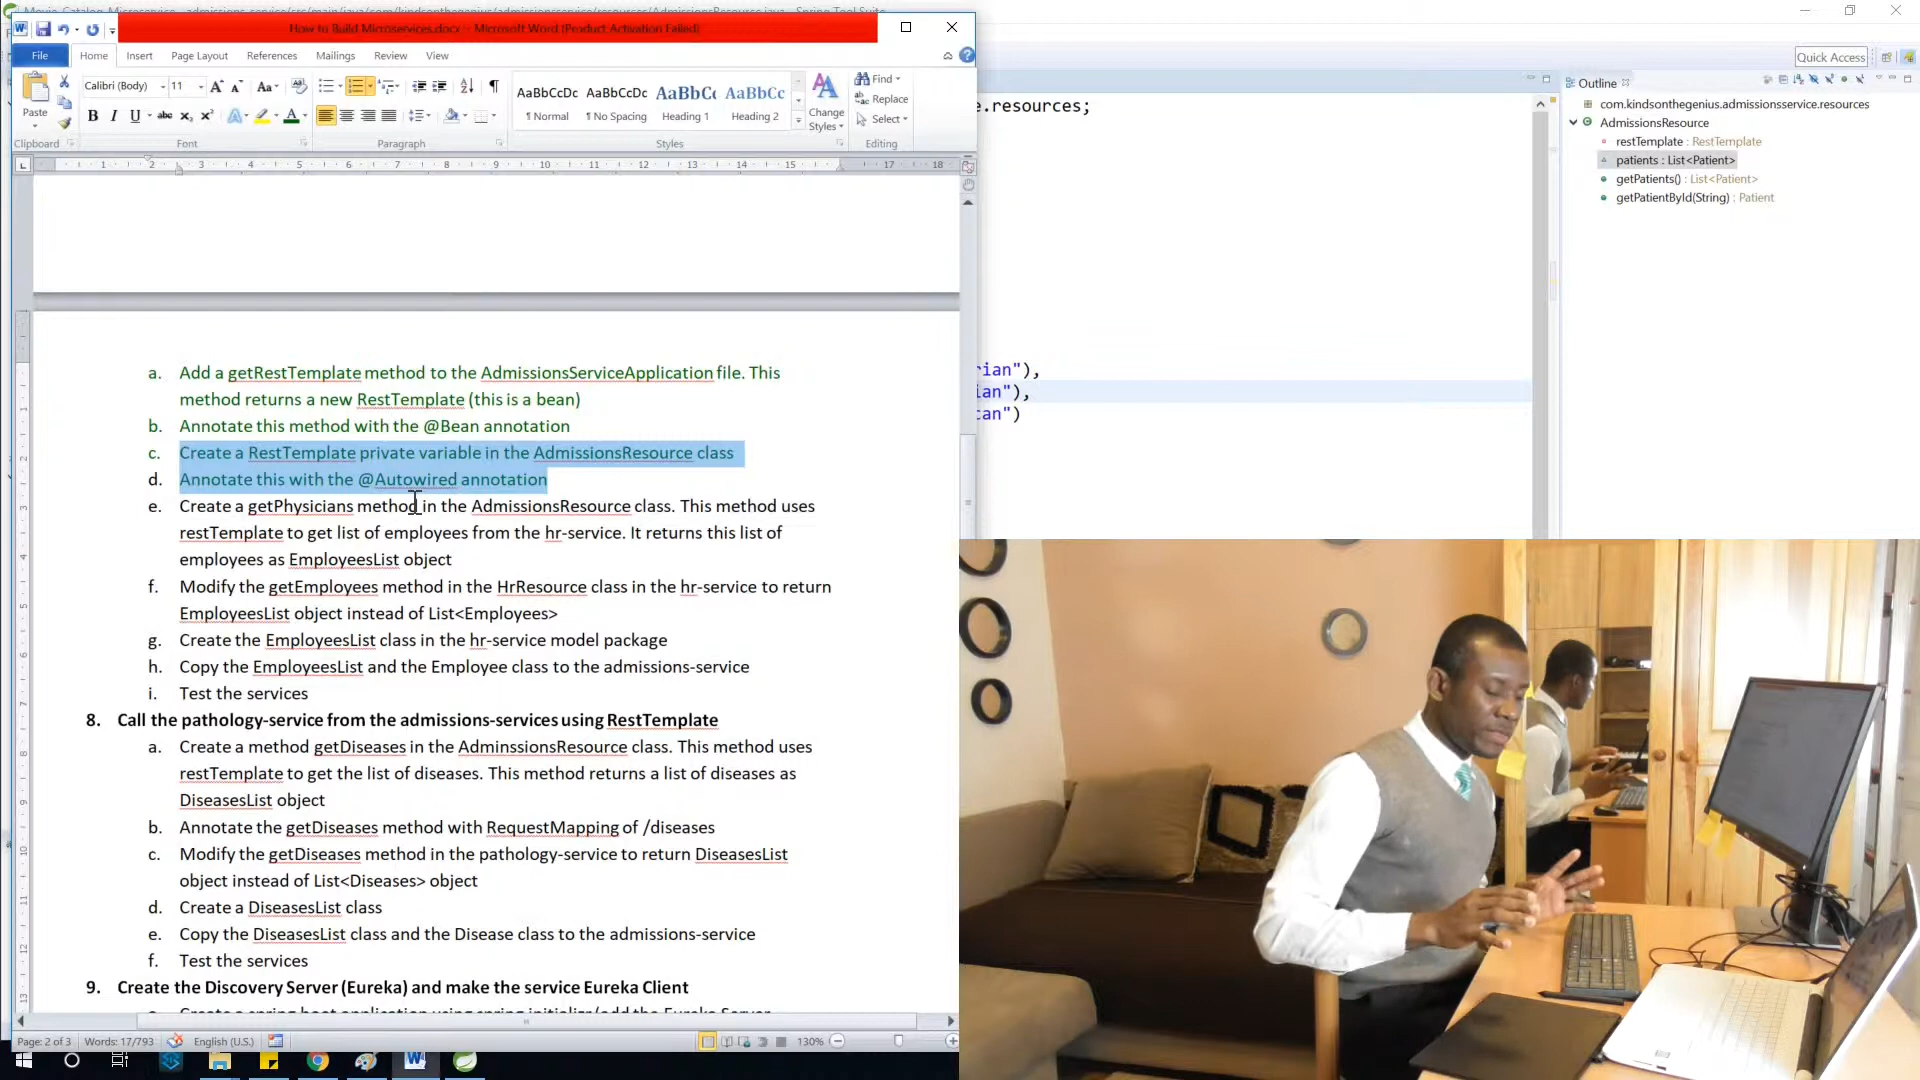 How to Build Microservices.docx - Microsoft Word (Product Activation Failed)
File Home Insert Page Layout References Mailings Review View
Quick Access
Calibri (Body) 11
Paste
B I U abc
AaBbCcDc AaBbCcDc AaBbCc AaBbCc
¶ Normal ¶ No Spacing Heading 1 Heading 2
Change Styles
Find
Replace
Select
Clipboard Font Paragraph Styles Editing
e.resources;
rian"),
ian"),
can")
Outline
com.kindsonthegenius.admissionsservice.resources
AdmissionsResource
restTemplate : RestTemplate
patients : List<Patient>
getPatients() : List<Patient>
getPatientById(String) : Patient
a. Add a getRestTemplate method to the AdmissionsServiceApplication file. This
method returns a new RestTemplate (this is a bean)
b. Annotate this method with the @Bean annotation
c. Create a RestTemplate private variable in the AdmissionsResource class
d. Annotate this with the @Autowired annotation
e. Create a getPhysicians method in the AdmissionsResource class. This method uses
restTemplate to get list of employees from the hr-service. It returns this list of
employees as EmployeesList object
f. Modify the getEmployees method in the HrResource class in the hr-service to return
EmployeesList object instead of List<Employees>
g. Create the EmployeesList class in the hr-service model package
h. Copy the EmployeesList and the Employee class to the admissions-service
i. Test the services
8. Call the pathology-service from the admissions-services using RestTemplate
a. Create a method getDiseases in the AdminssionsResource class. This method uses
restTemplate to get the list of diseases. This method returns a list of diseases as
DiseasesList object
b. Annotate the getDiseases method with RequestMapping of /diseases
c. Modify the getDiseases method in the pathology-service to return DiseasesList
object instead of List<Diseases> object
d. Create a DiseasesList class
e. Copy the DiseasesList class and the Disease class to the admissions-service
f. Test the services
9. Create the Discovery Server (Eureka) and make the service Eureka Client
Page: 2 of 3 Words: 17/793 English (U.S.) 130%